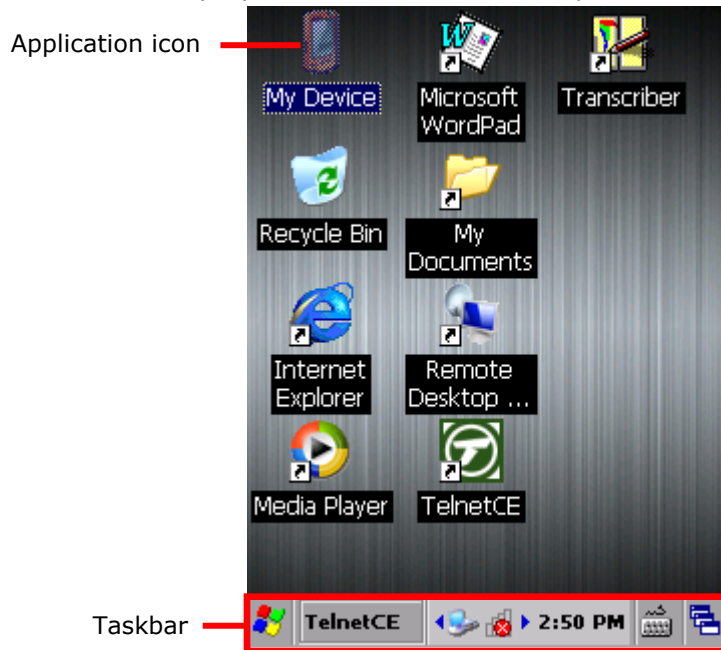 Application icon
My Device
Microsoft
WordPad
Transcriber
Recycle Bin
My
Documents
Internet
Explorer
Remote
Desktop ...
Media Player
TelnetCE
Taskbar
TelnetCE
2:50 PM